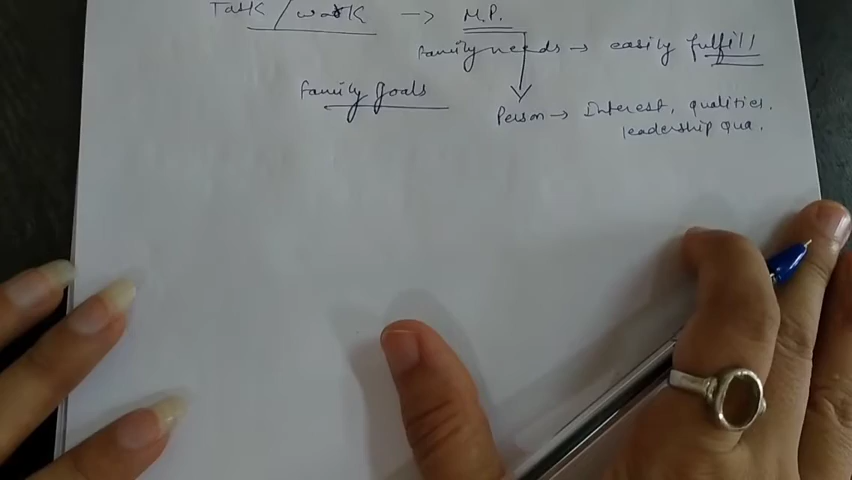 Task / work → M.P.
family needs → easily fulfill
family goals
Person → Interest, qualities.
leadership qua.